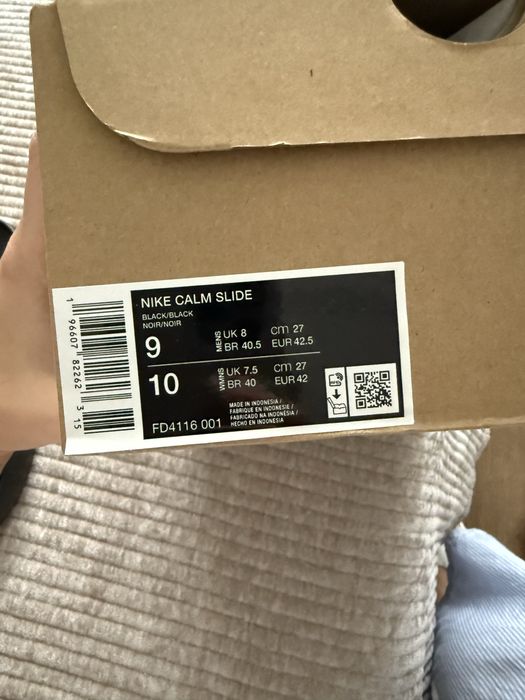 NIKE CALM SLIDE
BLACK/BLACK
NOIR/NOIR
9 MENS UK 8 cm 27
BR 40.5 EUR 42.5
10 WMNS UK 7.5 cm 27
BR 40 EUR 42
MADE IN INDONESIA /
FABRIQUE EN INDONESIE /
FABRICADO NA INDONÉSIA /
HECHO EN INDONESIA
FD4116 001
1 96607 82262 3 15